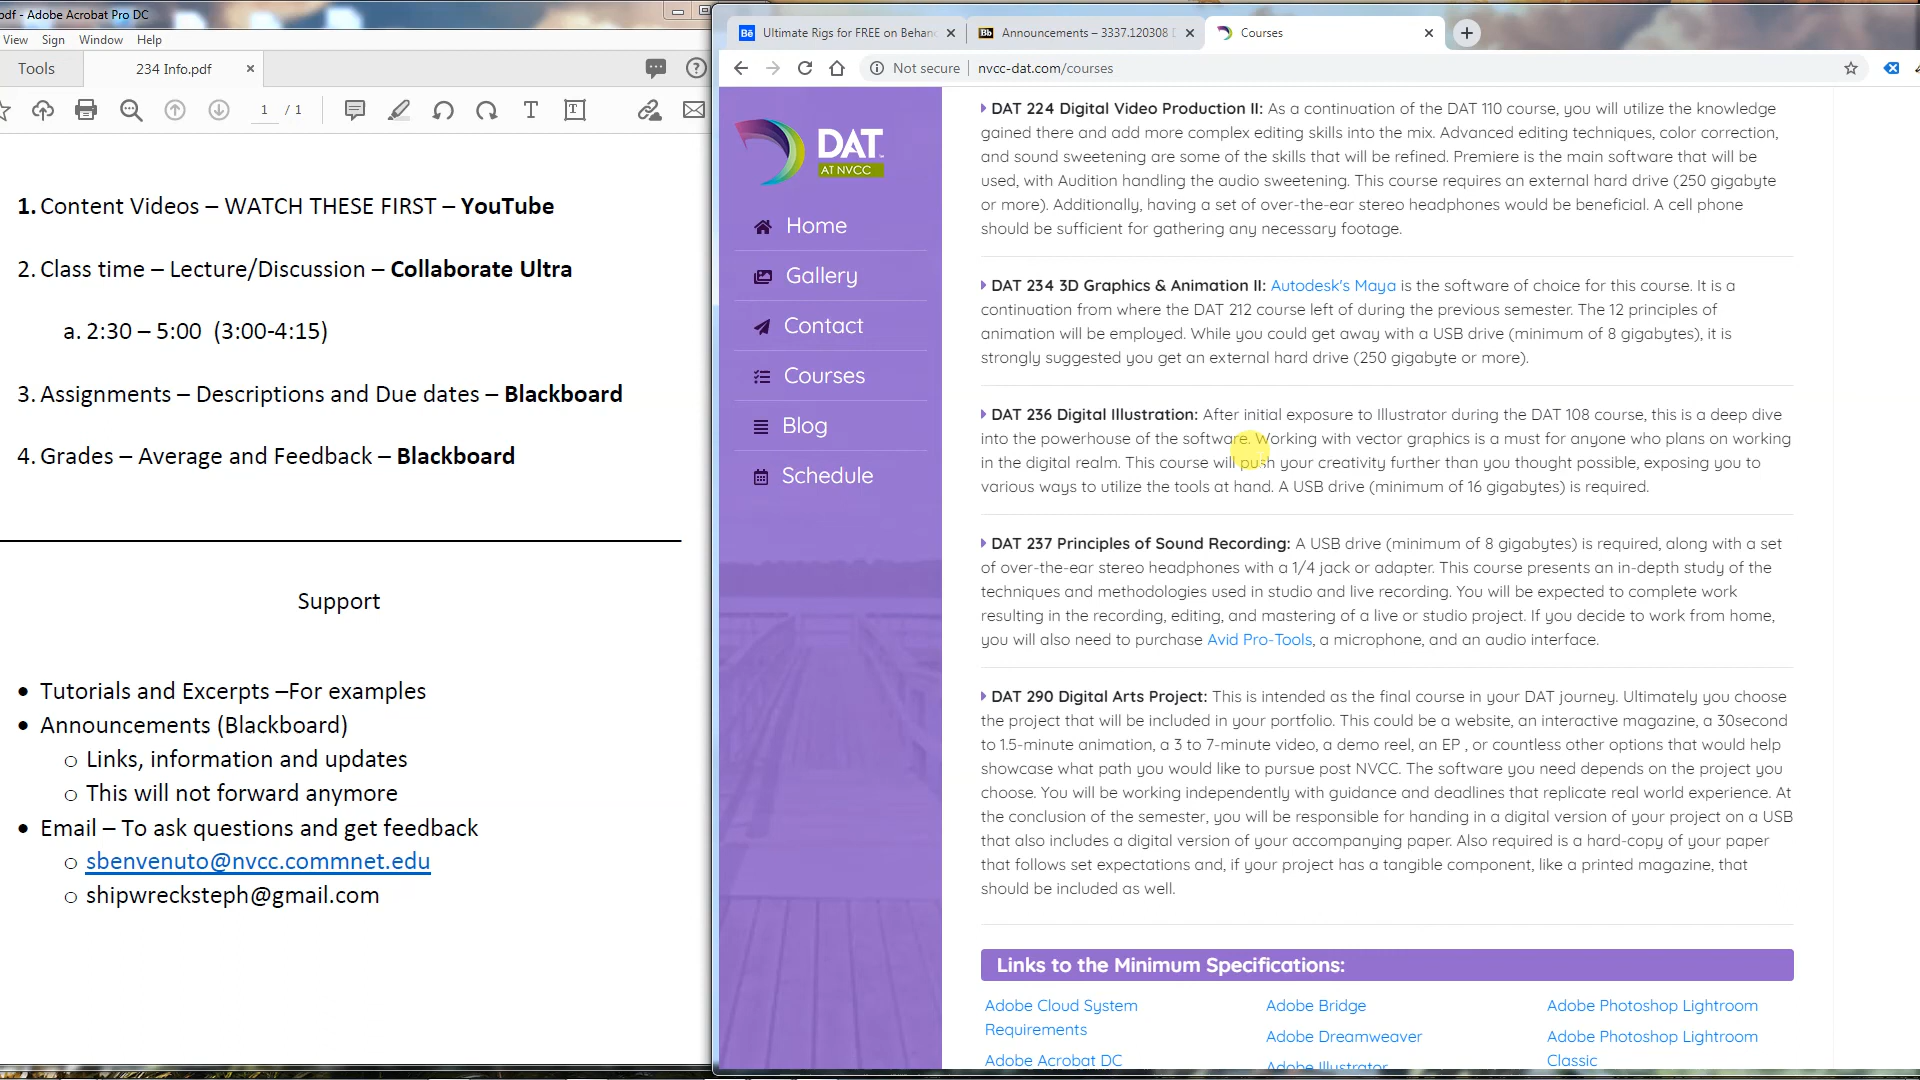 pdf - Adobe Acrobat Pro DC
View Sign Window Help
Tools
234 Info.pdf
1 / 1
1. Content Videos – WATCH THESE FIRST – YouTube
2. Class time – Lecture/Discussion – Collaborate Ultra
a. 2:30 – 5:00 (3:00-4:15)
3. Assignments – Descriptions and Due dates – Blackboard
4. Grades – Average and Feedback – Blackboard
Support
• Tutorials and Excerpts –For examples
• Announcements (Blackboard)
o Links, information and updates
o This will not forward anymore
• Email – To ask questions and get feedback
o sbenvenuto@nvcc.commnet.edu
o shipwrecksteph@gmail.com
Bē Ultimate Rigs for FREE on Behanc
Bb Announcements – 3337.120308
Courses
Not secure nvcc-dat.com/courses
DAT
AT NVCC
Home
Gallery
Contact
Courses
Blog
Schedule
DAT 224 Digital Video Production II: As a continuation of the DAT 110 course, you will utilize the knowledge
gained there and add more complex editing skills into the mix. Advanced editing techniques, color correction,
and sound sweetening are some of the skills that will be refined. Premiere is the main software that will be
used, with Audition handling the audio sweetening. This course requires an external hard drive (250 gigabyte
or more). Additionally, having a set of over-the-ear stereo headphones would be beneficial. A cell phone
should be sufficient for gathering any necessary footage.
DAT 234 3D Graphics & Animation II: Autodesk's Maya is the software of choice for this course. It is a
continuation from where the DAT 212 course left of during the previous semester. The 12 principles of
animation will be employed. While you could get away with a USB drive (minimum of 8 gigabytes), it is
strongly suggested you get an external hard drive (250 gigabyte or more).
DAT 236 Digital Illustration: After initial exposure to Illustrator during the DAT 108 course, this is a deep dive
into the powerhouse of the software. Working with vector graphics is a must for anyone who plans on working
in the digital realm. This course will push your creativity further than you thought possible, exposing you to
various ways to utilize the tools at hand. A USB drive (minimum of 16 gigabytes) is required.
DAT 237 Principles of Sound Recording: A USB drive (minimum of 8 gigabytes) is required, along with a set
of over-the-ear stereo headphones with a 1/4 jack or adapter. This course presents an in-depth study of the
techniques and methodologies used in studio and live recording. You will be expected to complete work
resulting in the recording, editing, and mastering of a live or studio project. If you decide to work from home,
you will also need to purchase Avid Pro-Tools, a microphone, and an audio interface.
DAT 290 Digital Arts Project: This is intended as the final course in your DAT journey. Ultimately you choose
the project that will be included in your portfolio. This could be a website, an interactive magazine, a 30second
to 1.5-minute animation, a 3 to 7-minute video, a demo reel, an EP , or countless other options that would help
showcase what path you would like to pursue post NVCC. The software you need depends on the project you
choose. You will be working independently with guidance and deadlines that replicate real world experience. At
the conclusion of the semester, you will be responsible for handing in a digital version of your project on a USB
that also includes a digital version of your accompanying paper. Also required is a hard-copy of your paper
that follows set expectations and, if your project has a tangible component, like a printed magazine, that
should be included as well.
Links to the Minimum Specifications:
Adobe Cloud System
Requirements
Adobe Acrobat DC
Adobe Bridge
Adobe Dreamweaver
Adobe Illustrator
Adobe Photoshop Lightroom
Adobe Photoshop Lightroom
Classic